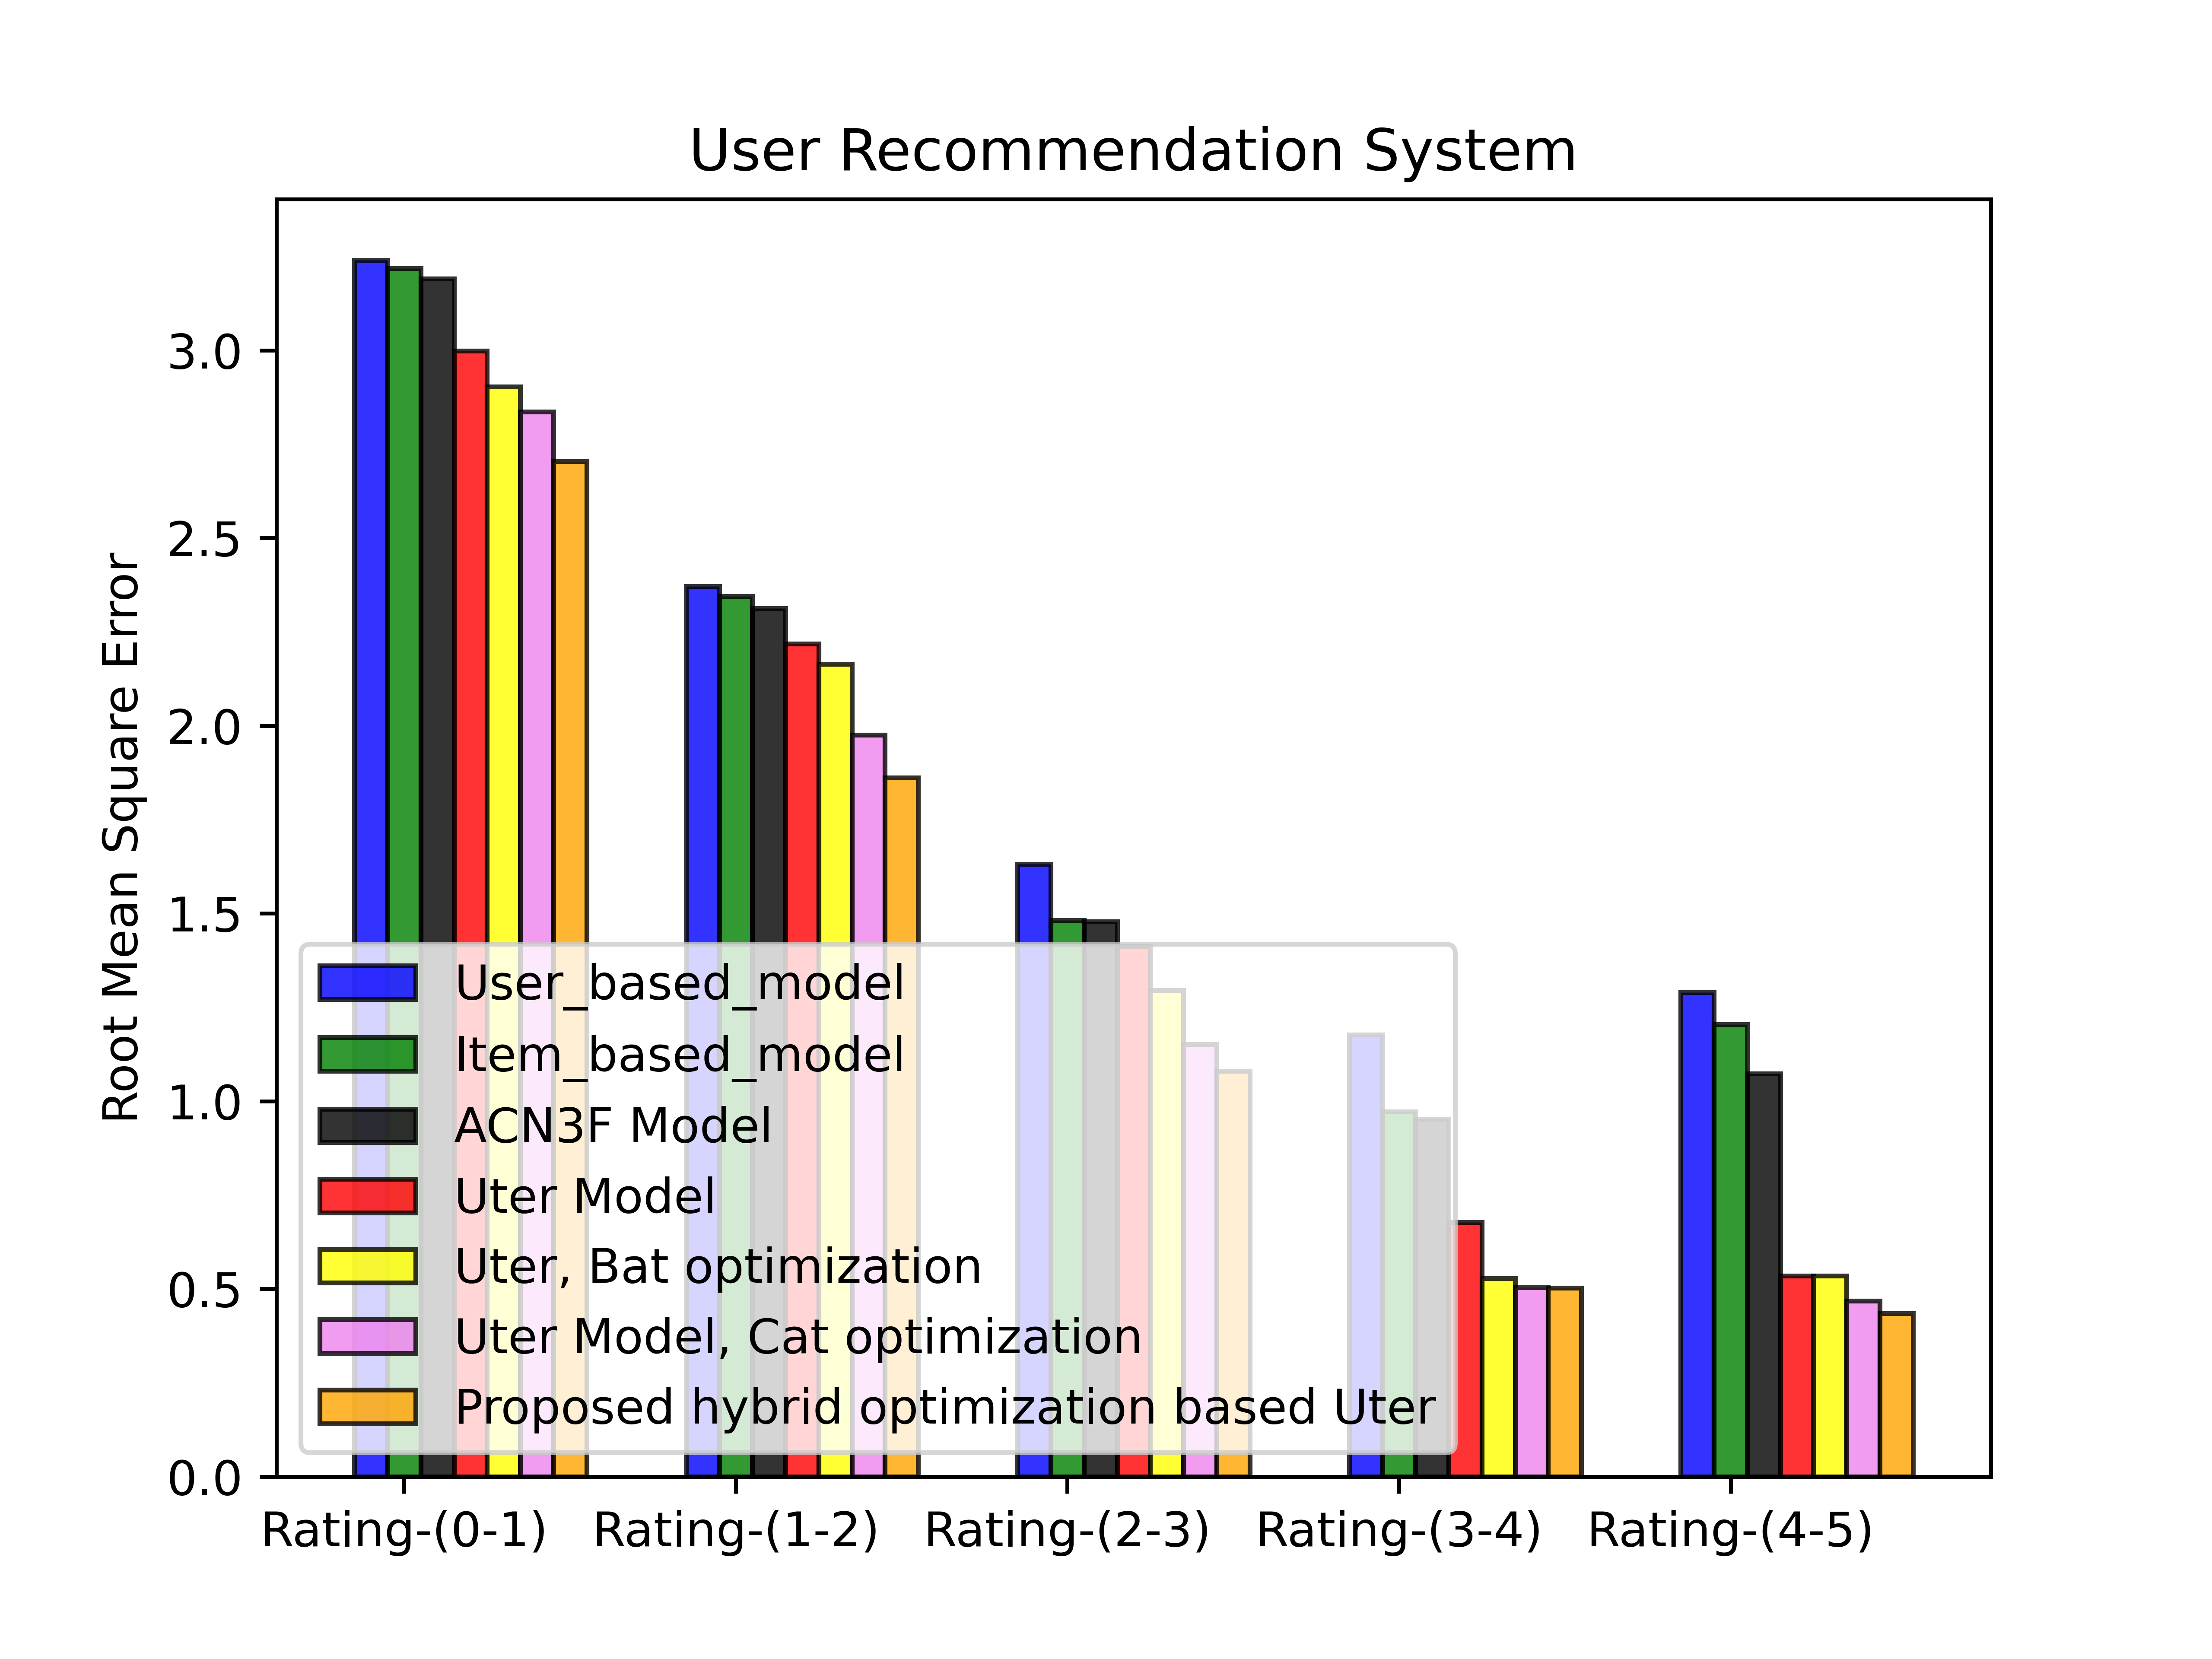 User Recommendation System
Root Mean Square Error
3.0
2.5
2.0
1.5
1.0
0.5
0.0
User_based_model
Item_based_model
ACN3F Model
Uter Model
Uter, Bat optimization
Uter Model, Cat optimization
Proposed hybrid optimization based Uter
Rating-(0-1) Rating-(1-2) Rating-(2-3) Rating-(3-4) Rating-(4-5)